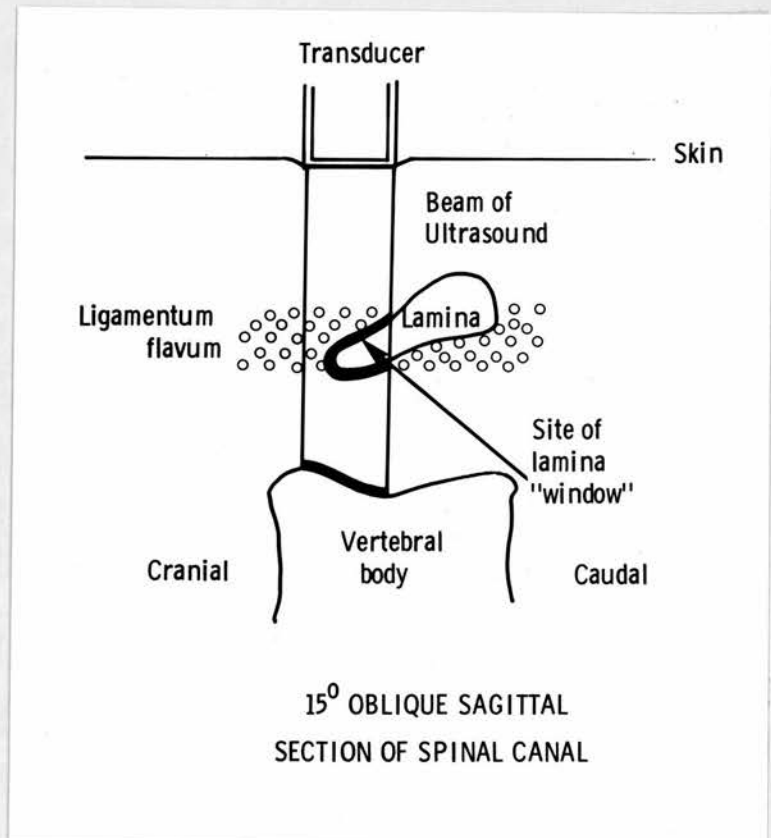 Transducer
Skin
Beam of
Ultrasound
Ligamentum
flavum
Lamina
Site of
lamina
"window"
Cranial
Vertebral
body
Caudal
15⁰ OBLIQUE SAGITTAL
SECTION OF SPINAL CANAL